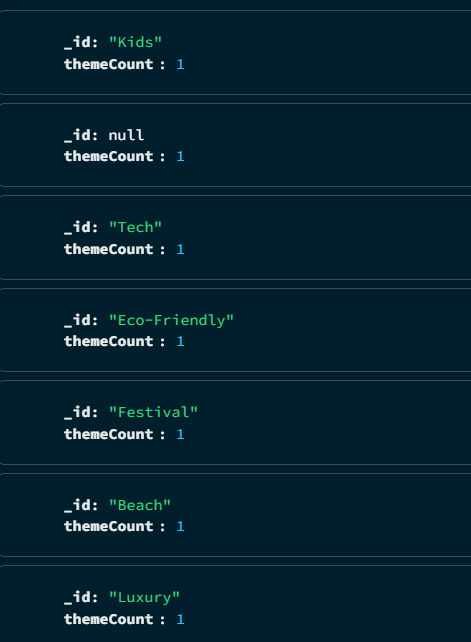 _id: "Kids"
themeCount : 1
_id: null
themeCount : 1
_id: "Tech"
themeCount : 1
_id: "Eco-Friendly"
themeCount : 1
_id: "Festival"
themeCount : 1
_id: "Beach"
themeCount : 1
_id: "Luxury"
themeCount : 1